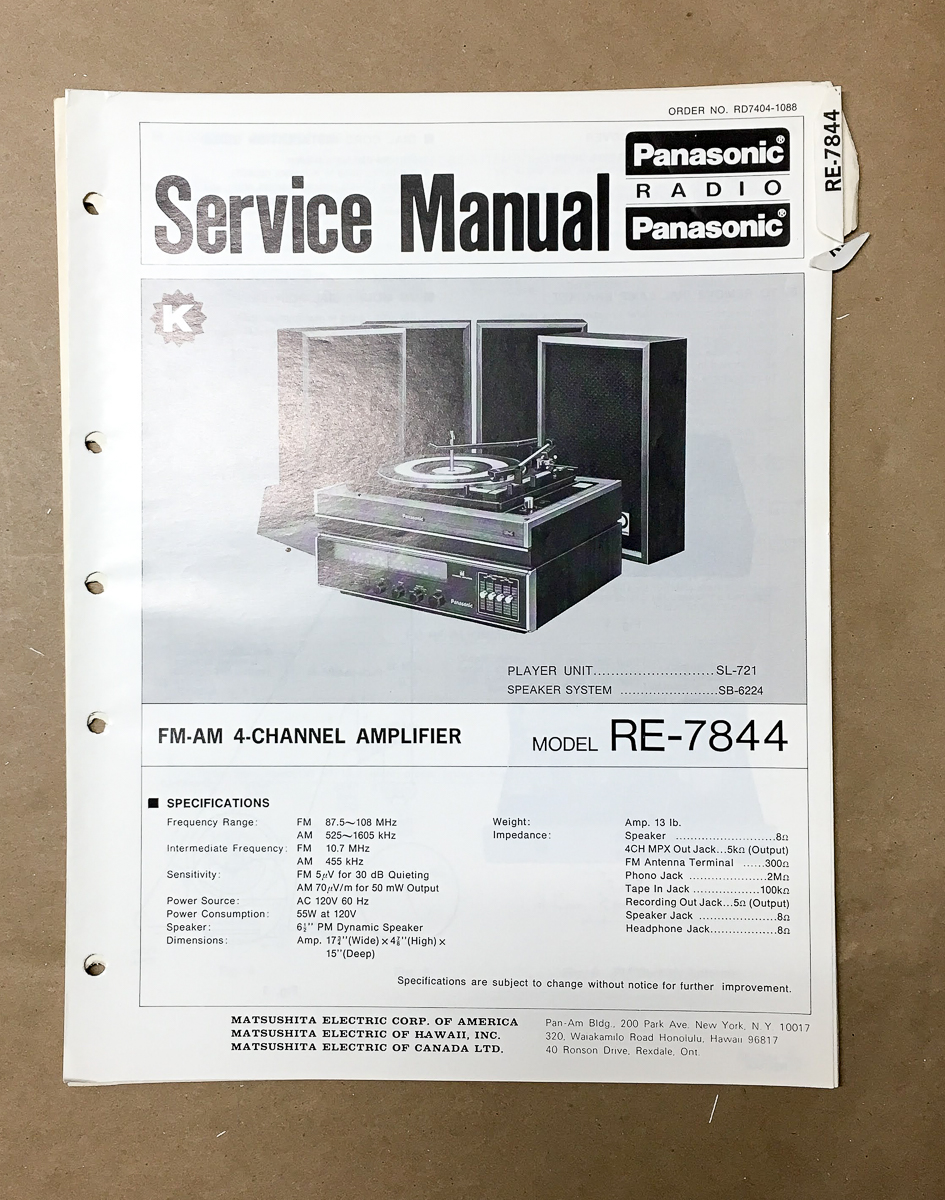 ORDER NO. RD7404-1088
RE-7844
Service Manual
Panasonic®
RADIO
Panasonic®
K
Panasonic
Panasonic
PLAYER UNIT...........................SL-721
SPEAKER SYSTEM ........................SB-6224
FM-AM 4-CHANNEL AMPLIFIER
MODEL RE-7844
■ SPECIFICATIONS
Frequency Range: FM 87.5~108 MHz
AM 525~1605 kHz
Intermediate Frequency: FM 10.7 MHz
AM 455 kHz
Sensitivity: FM 5μV for 30 dB Quieting
AM 70μV/m for 50 mW Output
Power Source: AC 120V 60 Hz
Power Consumption: 55W at 120V
Speaker: 6½" PM Dynamic Speaker
Dimensions: Amp. (Wide) × (High) ×
15''(Deep)
Weight: Amp. 13 lb.
Impedance: Speaker .........................8Ω
4CH MPX Out Jack...5kΩ (Output)
FM Antenna Terminal ......300Ω
Phono Jack ....................2MΩ
Tape In Jack .................100kΩ
Recording Out Jack...5Ω (Output)
Speaker Jack ....................8Ω
Headphone Jack.................8Ω
Specifications are subject to change without notice for further improvement.
MATSUSHITA ELECTRIC CORP. OF AMERICA Pan-Am Bldg., 200 Park Ave. New York, N Y 10017
MATSUSHITA ELECTRIC OF HAWAII, INC. 320, Waiakamilo Road Honolulu, Hawaii 96817
MATSUSHITA ELECTRIC OF CANADA LTD. 40 Ronson Drive, Rexdale, Ont.